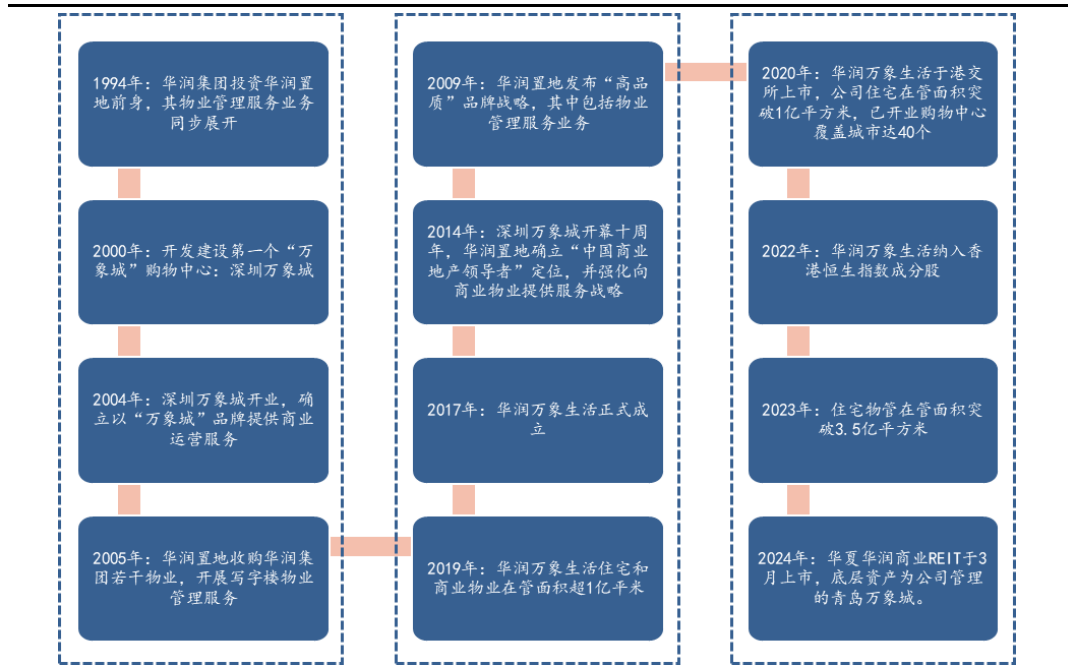 1994年：华润集团投资华润置
地前身，其物业管理服务业务
同步展开
2000年：开发建设第一个“万
象城”购物中心：深圳万象城
2004年：深圳万象城开业，确
立以“万象城”品牌提供商业
运营服务
2005年：华润置地收购华润集
团若干物业，开展写字楼物业
管理服务
2009年：华润置地发布“高品
质”品牌战略，其中包括物业
管理服务业务
2014年：深圳万象城开幕十周
年，华润置地确立“中国商业
地产领导者”定位，并强化向
商业物业提供服务战略
2017年：华润万象生活正式成
立
2019年：华润万象生活住宅和
商业物业在管面积超1亿平米
2020年：华润万象生活于港交
所上市，公司住宅在管面积突
破1亿平方米，已开业购物中心
覆盖城市达40个
2022年：华润万象生活纳入香
港恒生指数成分股
2023年：住宅物管在管面积突
破3.5亿平方米
2024年：华夏华润商业REIT于3
月上市，底层资产为公司管理
的青岛万象城。